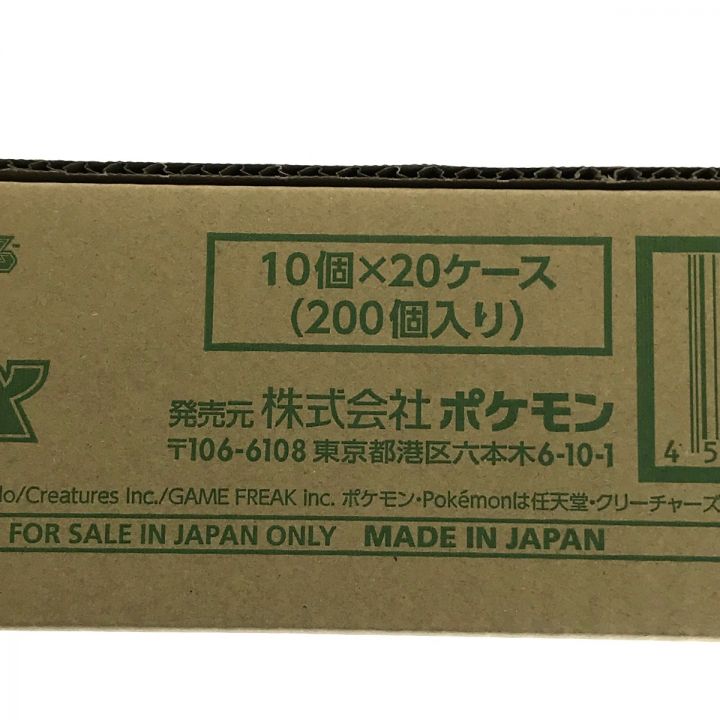 10個×20ケース
(200個入り)
発売元 株式会社 ポケモン
〒106-6108 東京都港区六本木6-10-1
do/Creatures Inc./GAME FREAK inc. ポケモン・Pokémonは任天堂・クリーチャーズ
FOR SALE IN JAPAN ONLY MADE IN JAPAN
4 5